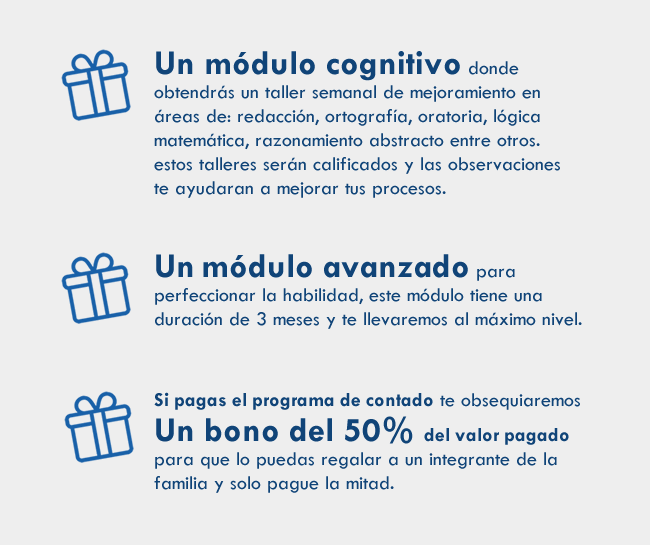 Un módulo cognitivo donde
obtendrás un taller semanal de mejoramiento en
áreas de: redacción, ortografía, oratoria, lógica
matemática, razonamiento abstracto entre otros.
estos talleres serán calificados y las observaciones
te ayudaran a mejorar tus procesos.
Un módulo avanzado para
perfeccionar la habilidad, este módulo tiene una
duración de 3 meses y te llevaremos al máximo nivel.
Si pagas el programa de contado te obsequiaremos
Un bono del 50% del valor pagado
para que lo puedas regalar a un integrante de la
familia y solo pague la mitad.